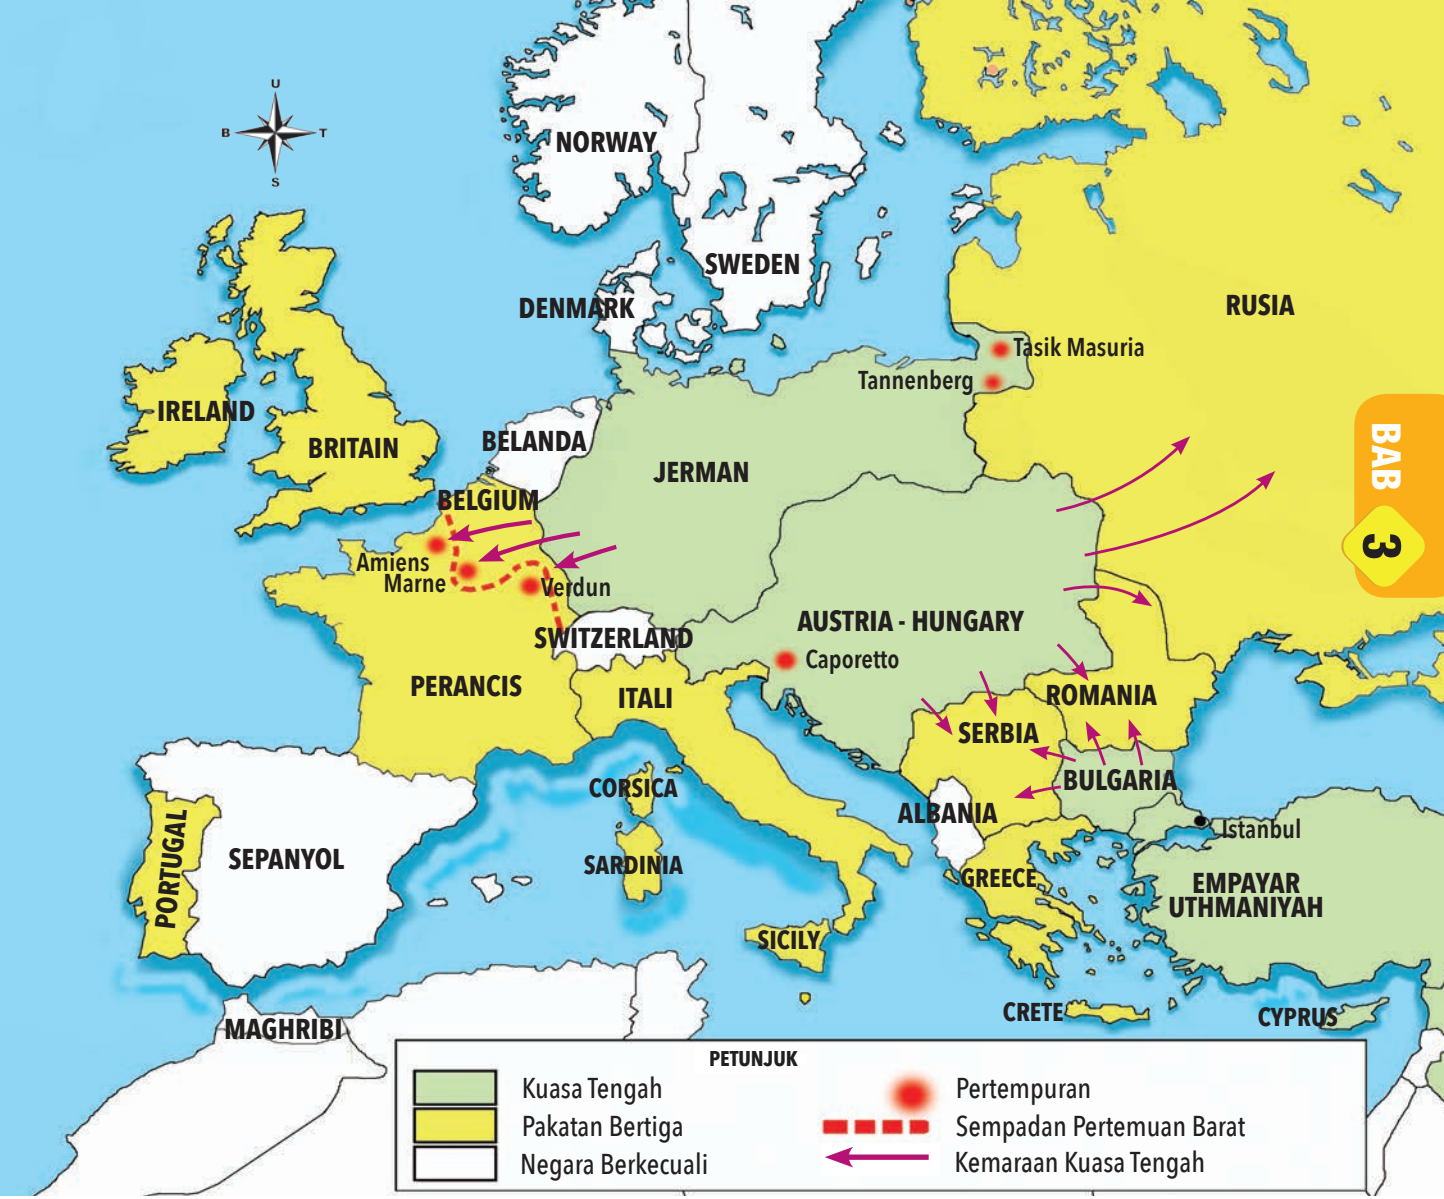 U
B T
S
NORWAY
SWEDEN
DENMARK
RUSIA
Tasik Masuria
Tannenberg
IRELAND
BRITAIN
BELANDA
JERMAN
BELGIUM
BAB
3
Amiens
Marne
Verdun
AUSTRIA - HUNGARY
SWITZERLAND
Caporetto
PERANCIS
ITALI
ROMANIA
SERBIA
CORSICA
BULGARIA
ALBANIA
Istanbul
PORTUGAL
SEPANYOL
SARDINIA
GREECE
EMPAYAR
UTHMANIYAH
SICILY
CRETE
CYPRUS
MAGHRIBI
PETUNJUK
Kuasa Tengah
Pakatan Bertiga
Negara Berkecuali
Pertempuran
Sempadan Pertemuan Barat
Kemaraan Kuasa Tengah